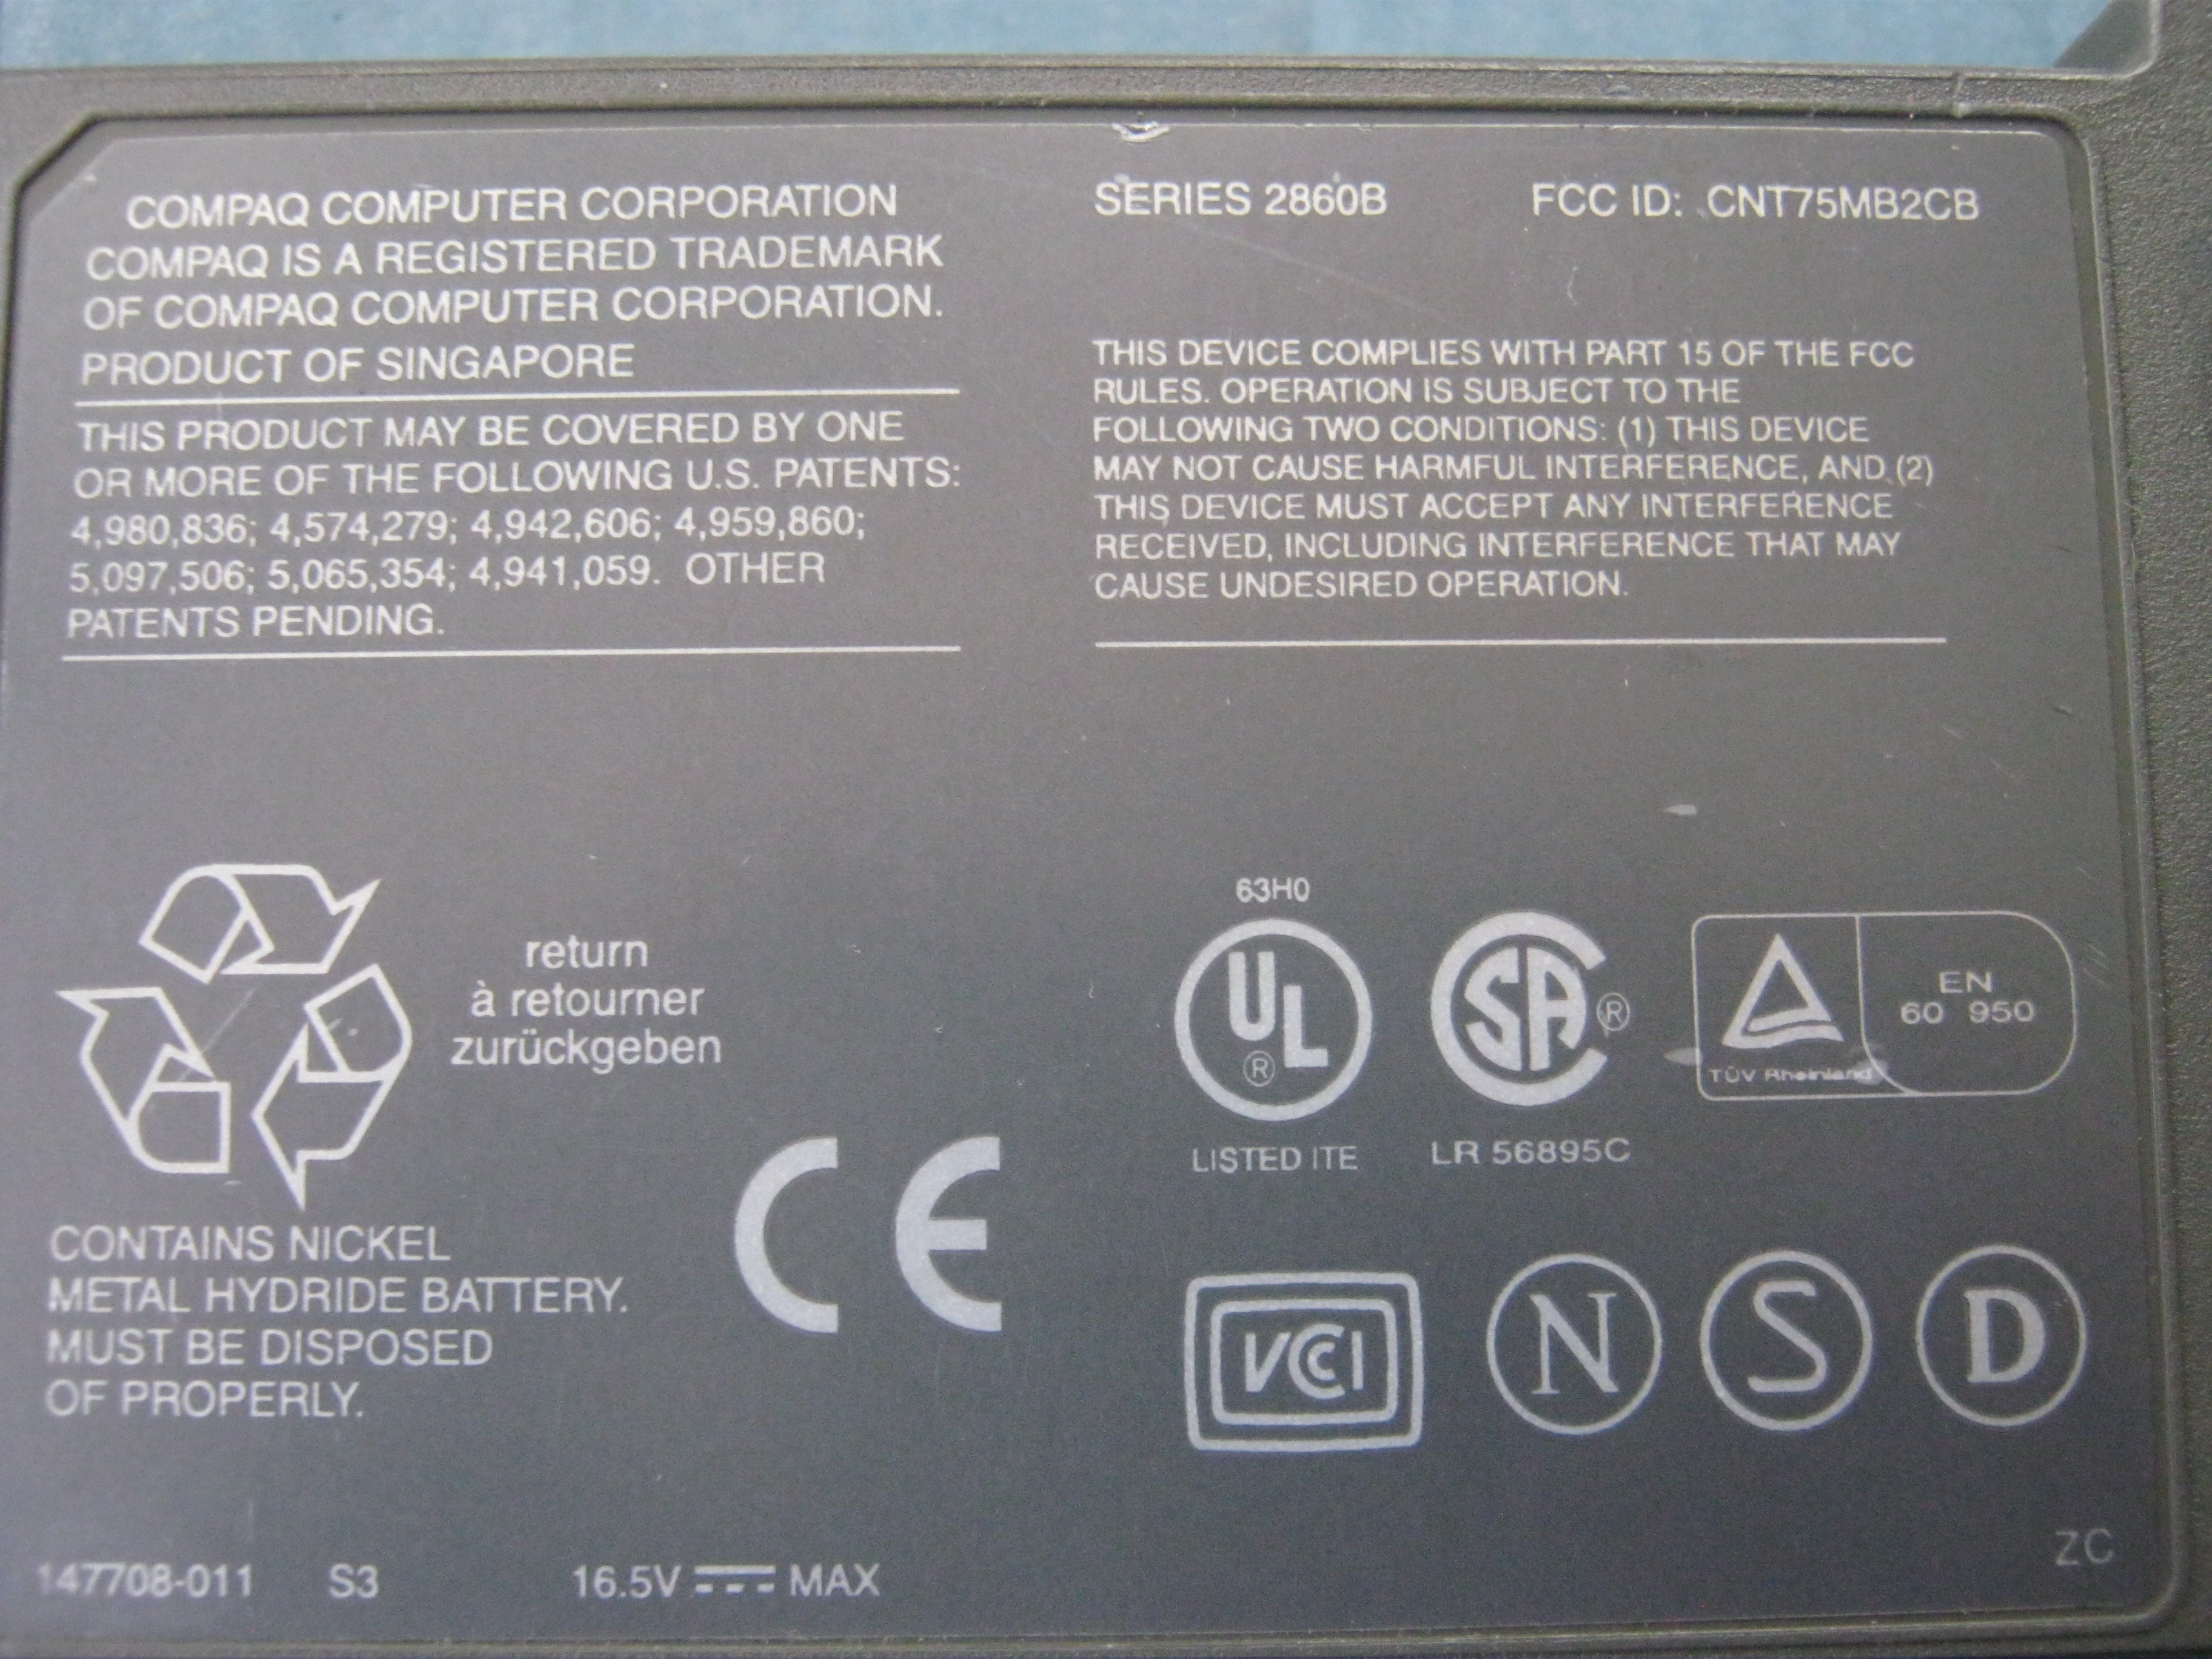 COMPAQ COMPUTER CORPORATION
COMPAQ IS A REGISTERED TRADEMARK
OF COMPAQ COMPUTER CORPORATION.
PRODUCT OF SINGAPORE
THIS PRODUCT MAY BE COVERED BY ONE
OR MORE OF THE FOLLOWING U.S. PATENTS:
4,980,836; 4,574,279; 4,942,606; 4,959,860;
5,097,506; 5,065,354; 4,941,059. OTHER
PATENTS PENDING.
SERIES 2860B FCC ID: CNT75MB2CB
THIS DEVICE COMPLIES WITH PART 15 OF THE FCC
RULES. OPERATION IS SUBJECT TO THE
FOLLOWING TWO CONDITIONS: (1) THIS DEVICE
MAY NOT CAUSE HARMFUL INTERFERENCE, AND (2)
THIS DEVICE MUST ACCEPT ANY INTERFERENCE
RECEIVED, INCLUDING INTERFERENCE THAT MAY
CAUSE UNDESIRED OPERATION.
return
à retourner
zurückgeben
CONTAINS NICKEL
METAL HYDRIDE BATTERY.
MUST BE DISPOSED
OF PROPERLY.
CE
63H0
UL ®
LISTED ITE
SA ®
LR 56895C
TÜV Rheinland
EN
60 950
VCCI
N S D
147708-011 S3 16.5V MAX
ZC